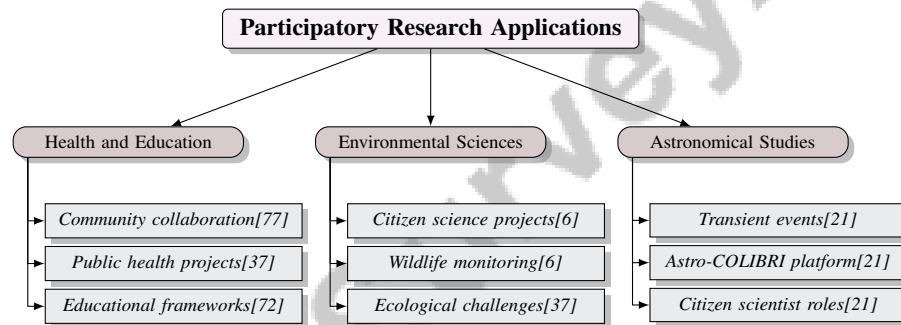 Participatory Research Applications
Health and Education
Environmental Sciences
Astronomical Studies
Community collaboration[77]
Public health projects[37]
Educational frameworks[72]
Citizen science projects[6]
Wildlife monitoring[6]
Ecological challenges[37]
Transient events[21]
Astro-COLIBRI platform[21]
Citizen scientist roles[21]